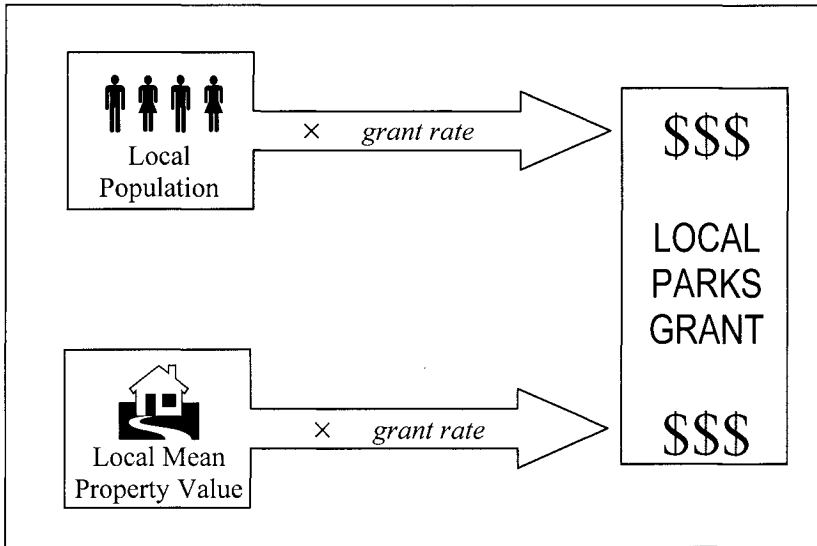 Local
Population
× grant rate
$$$
LOCAL
PARKS
GRANT
Local Mean
Property Value
× grant rate
$$$